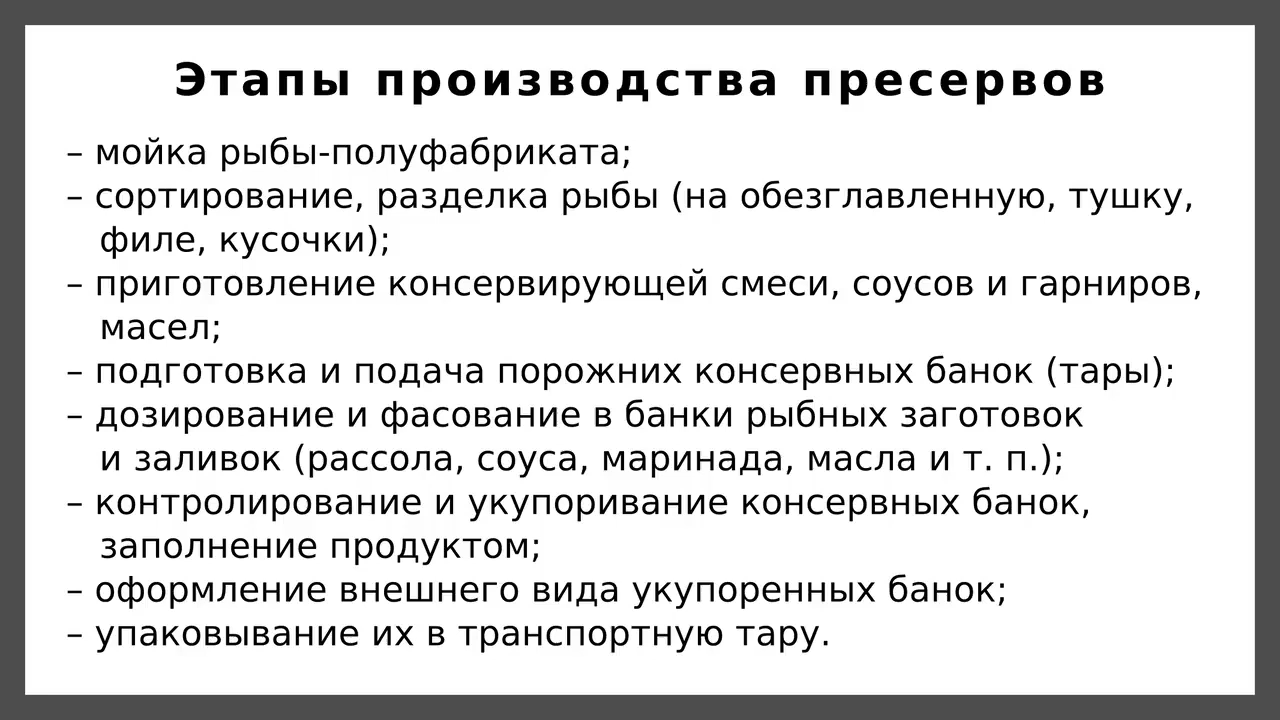 Этапы производства пресервов
– мойка рыбы-полуфабриката;
– сортирование, разделка рыбы (на обезглавленную, тушку,
филе, кусочки);
– приготовление консервирующей смеси, соусов и гарниров,
масел;
– подготовка и подача порожних консервных банок (тары);
– дозирование и фасование в банки рыбных заготовок
и заливок (рассола, соуса, маринада, масла и т. п.);
– контролирование и укупоривание консервных банок,
заполнение продуктом;
– оформление внешнего вида укупоренных банок;
– упаковывание их в транспортную тару.